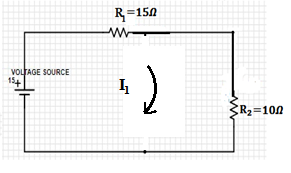 R₁=15Ω
VOLTAGE SOURCE
15
+
I₁
R₂=10Ω